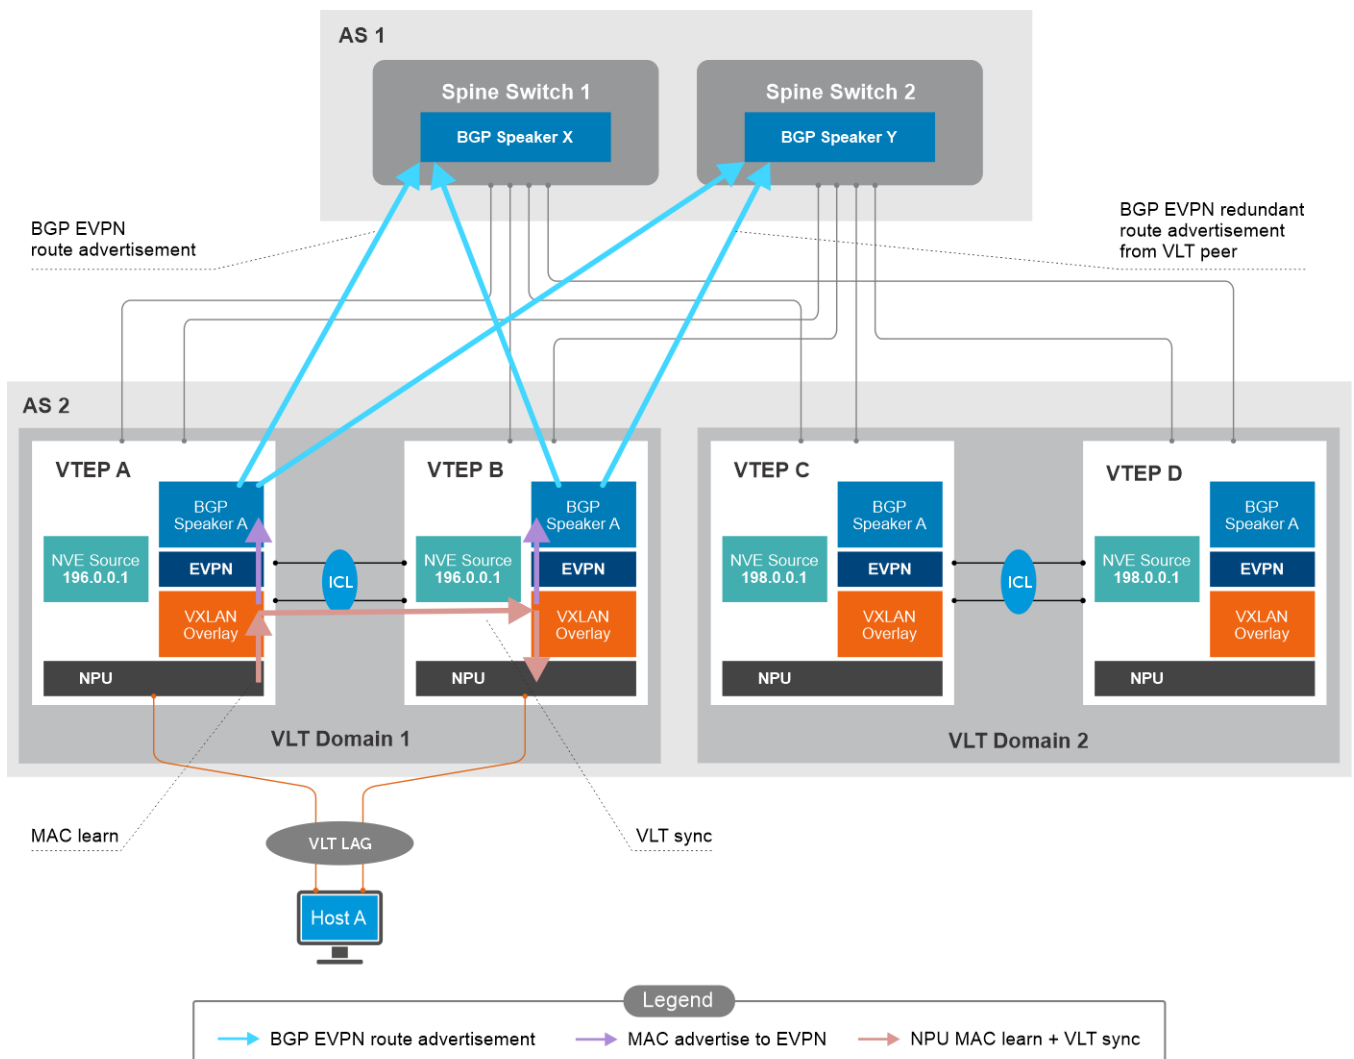 AS 1
Spine Switch 1
BGP Speaker X
Spine Switch 2
BGP Speaker Y
BGP EVPN
route advertisement
BGP EVPN redundant
route advertisement
from VLT peer
AS 2
VTEP A
BGP
Speaker A
NVE Source
196.0.0.1
EVPN
VXLAN
Overlay
NPU
ICL
VTEP B
BGP
Speaker A
NVE Source
196.0.0.1
EVPN
VXLAN
Overlay
NPU
VLT Domain 1
VTEP C
BGP
Speaker A
NVE Source
198.0.0.1
EVPN
VXLAN
Overlay
NPU
ICL
VTEP D
BGP
Speaker A
NVE Source
198.0.0.1
EVPN
VXLAN
Overlay
NPU
VLT Domain 2
MAC learn
VLT LAG
VLT sync
Host A
Legend
BGP EVPN route advertisement
MAC advertise to EVPN
NPU MAC learn + VLT sync